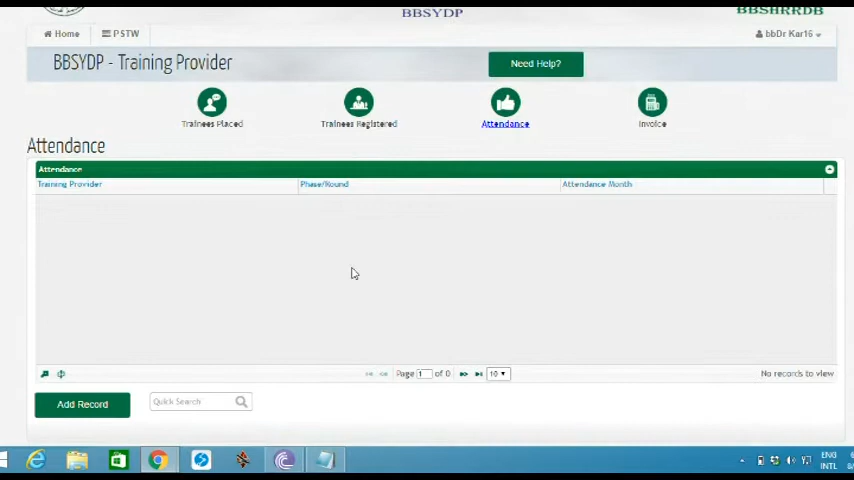 BBSYDP
BBSHRRDB
Home
PSTW
bbDr Kar16
BBSYDP - Training Provider
Need Help?
Trainees Placed
Trainees Registered
Attendance
Invoice
Attendance
Attendance
Training Provider
Phase/Round
Attendance Month
Page 1 of 0
10
No records to view
Add Record
Quick Search
ENG
INTL